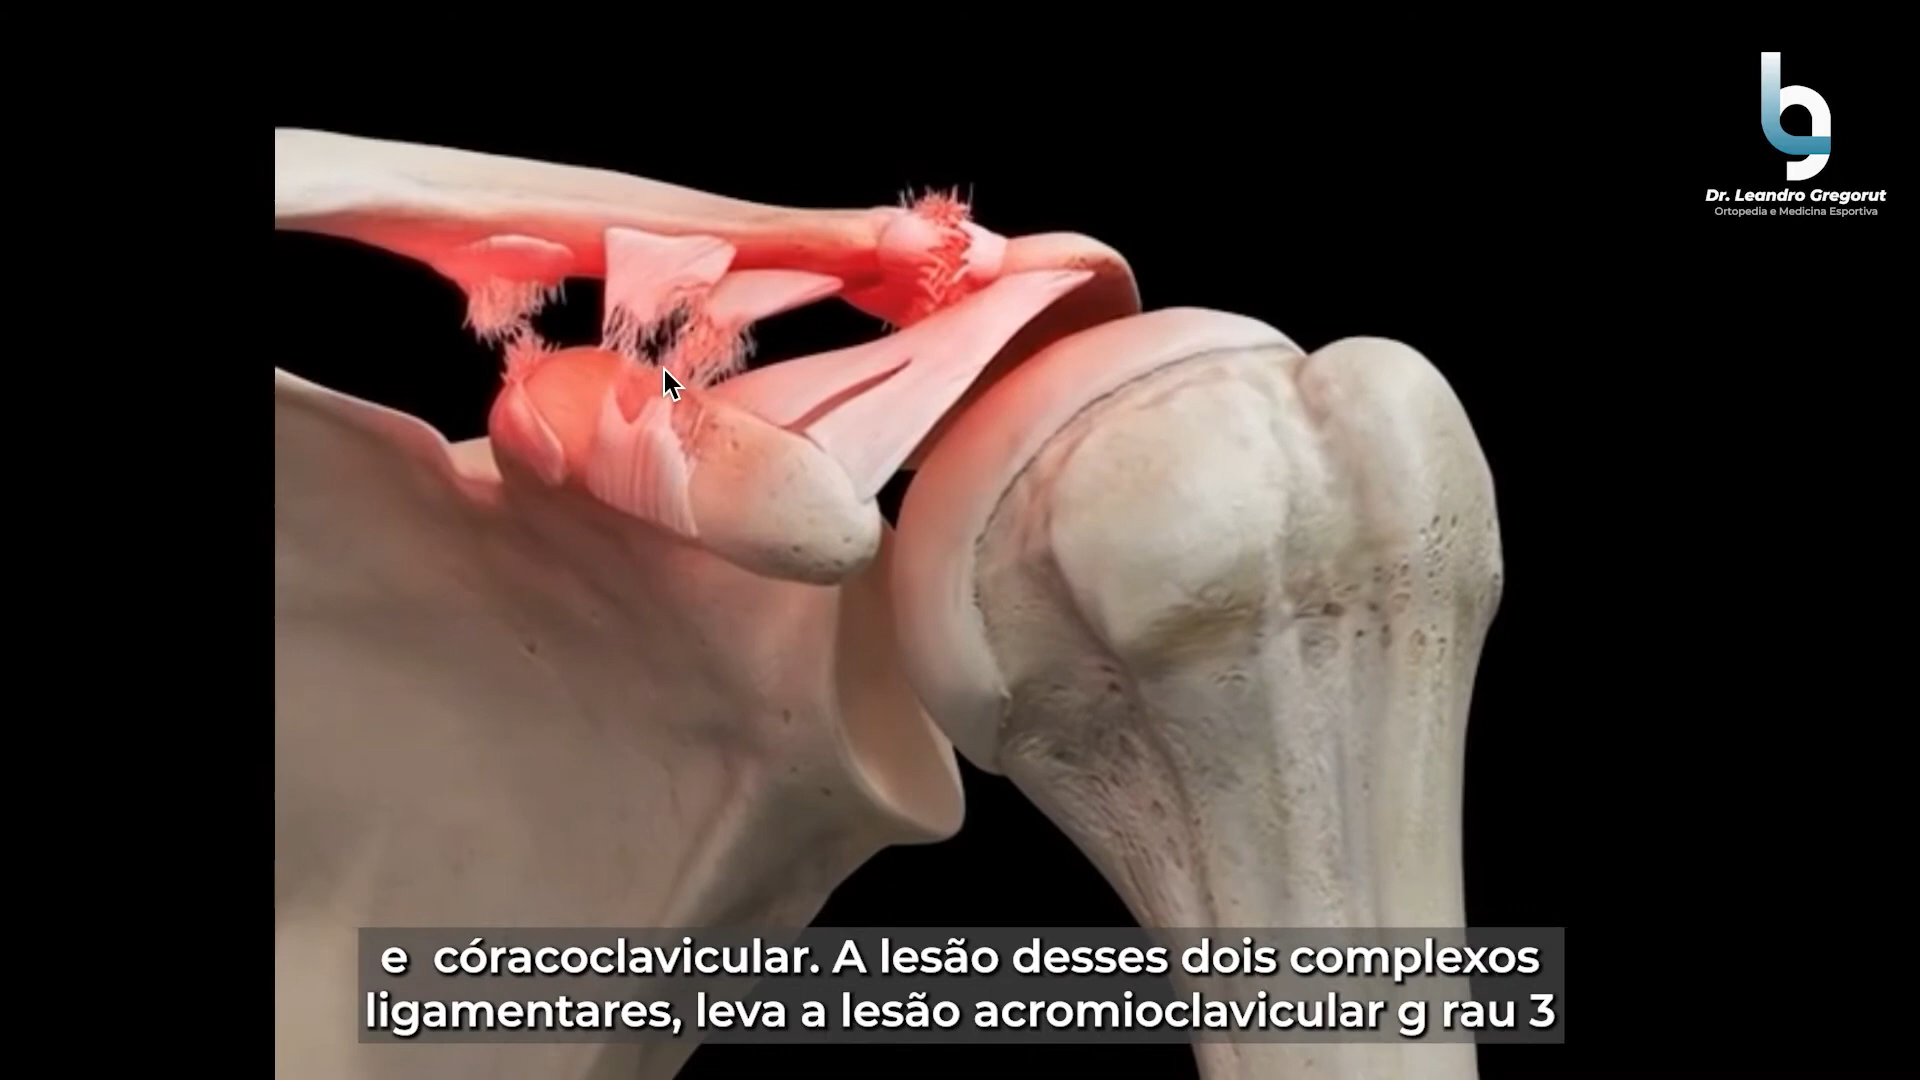 Dr. Leandro Gregorut
Ortopedia e Medicina Esportiva
e córacoclavicular. A lesão desses dois complexos
ligamentares, leva a lesão acromioclavicular g rau 3